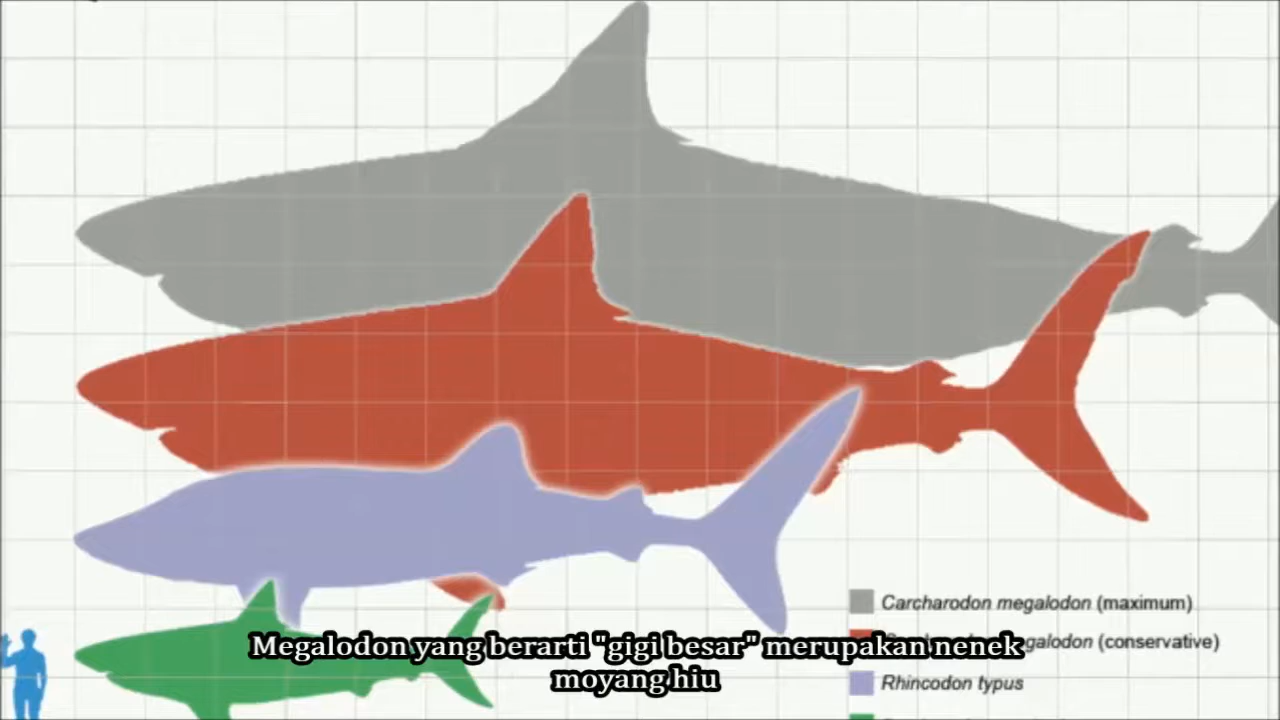 Carcharodon megalodon (maximum)
galodon (conservative)
Rhincodon typus
Megalodon yang berarti "gigi besar" merupakan nenek
moyang hiu